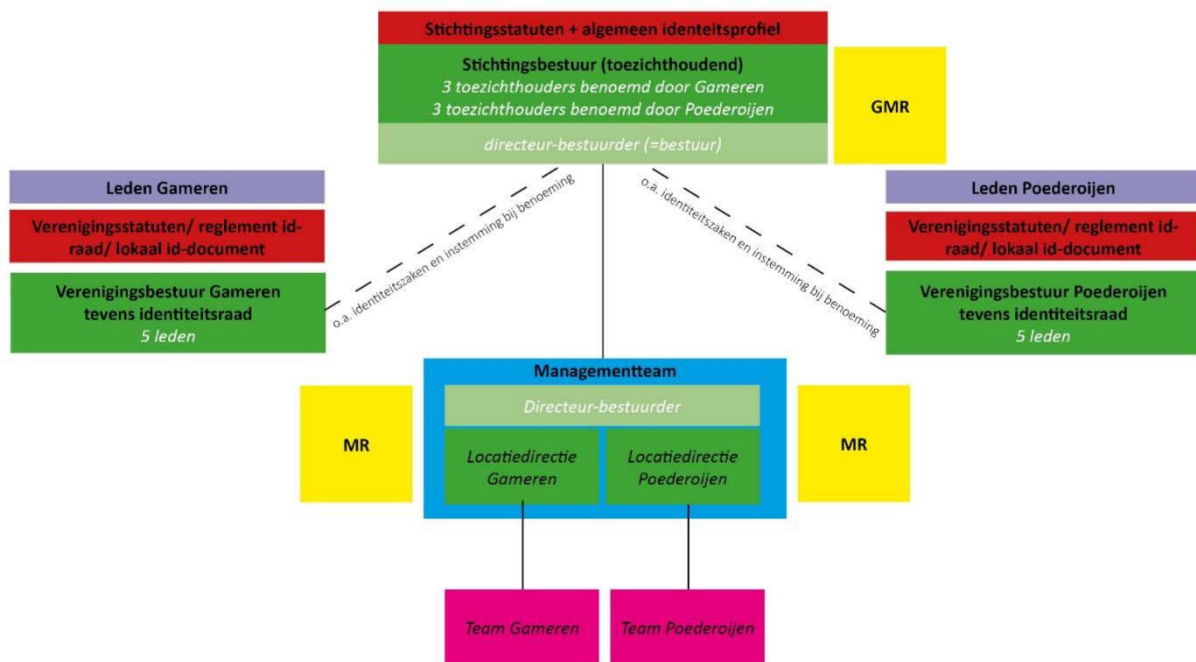 Stichtingsstatuten + algemeen identeitsprofiel
Stichtingsbestuur (toezichthoudend)
3 toezichthouders benoemd door Gameren
3 toezichthouders benoemd door Poederoijen
directeur-bestuurder (=bestuur)
GMR
Leden Gameren
Verenigingsstatuten/ reglement id-
raad/ lokaal id-document
Verenigingsbestuur Gameren
tevens identiteitsraad
5 leden
o.a. identiteitszaken en instemming bij benoeming
o.a. identiteitszaken en instemming bij benoeming
Leden Poederoijen
Verenigingsstatuten/ reglement id-
raad/ lokaal id-document
Verenigingsbestuur Poederoijen
tevens identiteitsraad
5 leden
Managementteam
Directeur-bestuurder
MR
Locatiedirectie
Gameren
Locatiedirectie
Poederoijen
MR
Team Gameren
Team Poederoijen